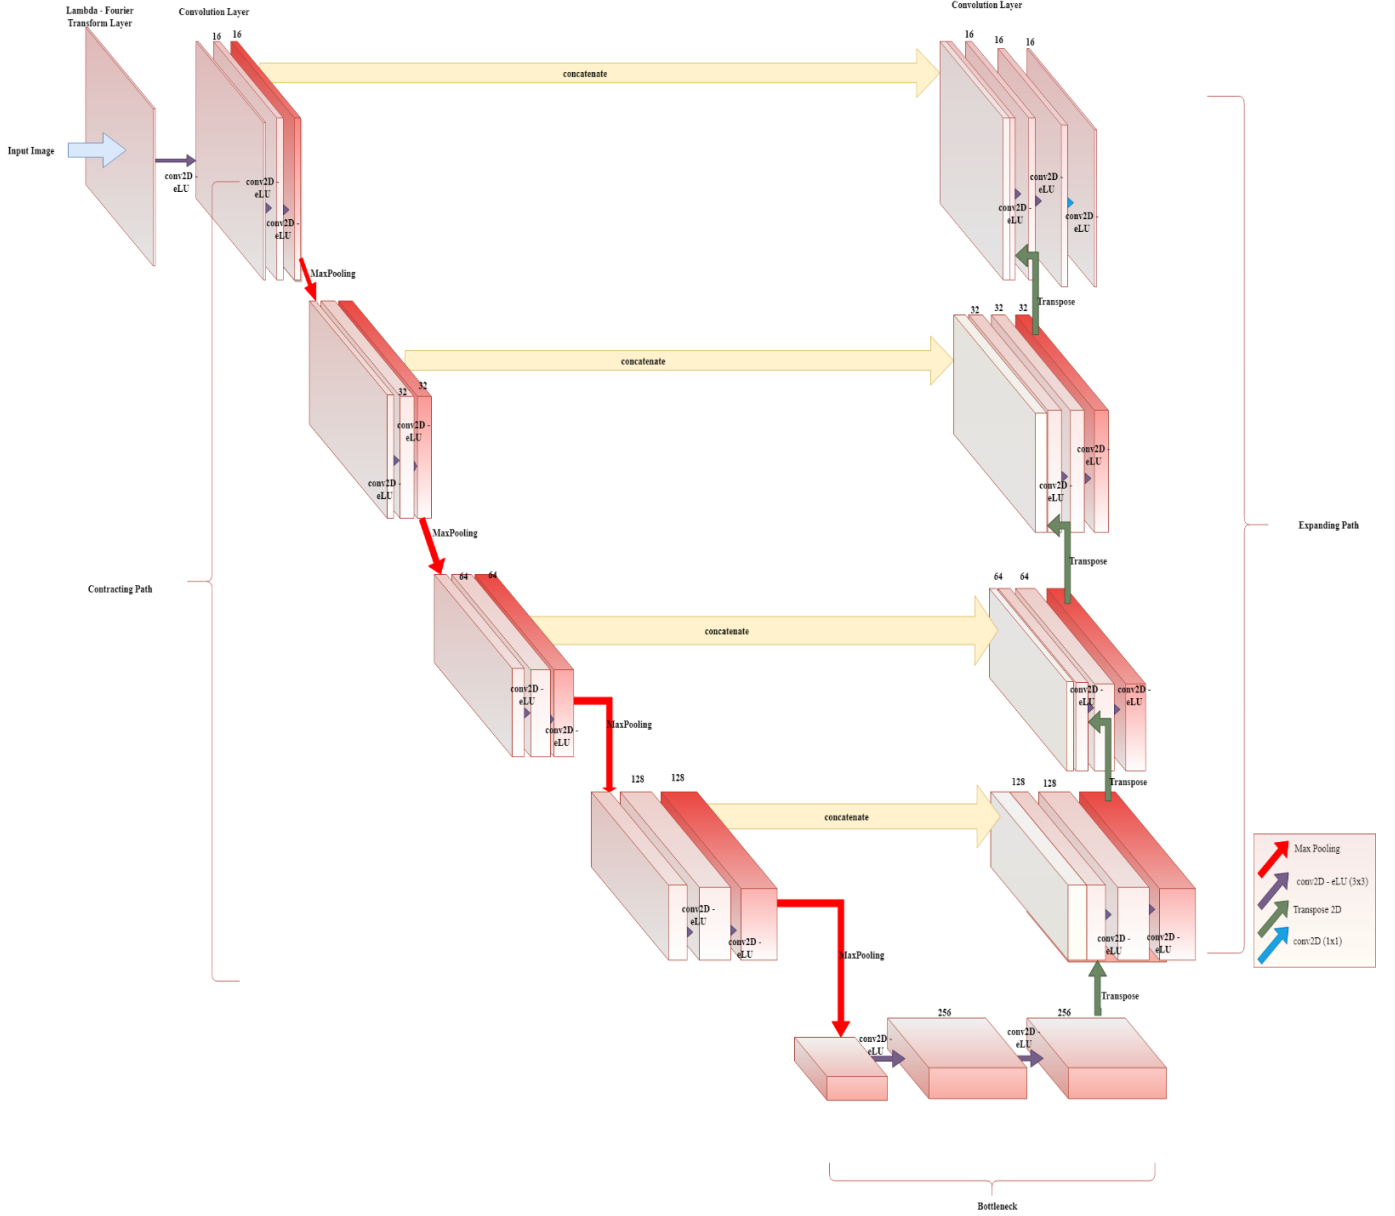 Lambda - Fourier
Transform Layer
Convolution Layer
Convolution Layer
16
16
16
16
16
concatenate
Input Image
conv2D -
eLU
conv2D -
eLU
conv2D -
eLU
conv2D -
eLU
conv2D -
eLU
conv2D -
eLU
MaxPooling
Transpose
32
32
32
concatenate
32
32
conv2D -
eLU
conv2D -
eLU
conv2D -
eLU
conv2D -
eLU
MaxPooling
Transpose
Expanding Path
Contracting Path
64
64
64
64
concatenate
conv2D -
eLU
conv2D -
eLU
conv2D -
eLU
conv2D -
eLU
MaxPooling
Transpose
128
128
128
128
concatenate
conv2D -
eLU
conv2D -
eLU
conv2D -
eLU
conv2D -
eLU
MaxPooling
Transpose
Max Pooling
conv2D - eLU (3x3)
Transpose 2D
conv2D (1x1)
256
256
conv2D -
eLU
conv2D -
eLU
Bottleneck